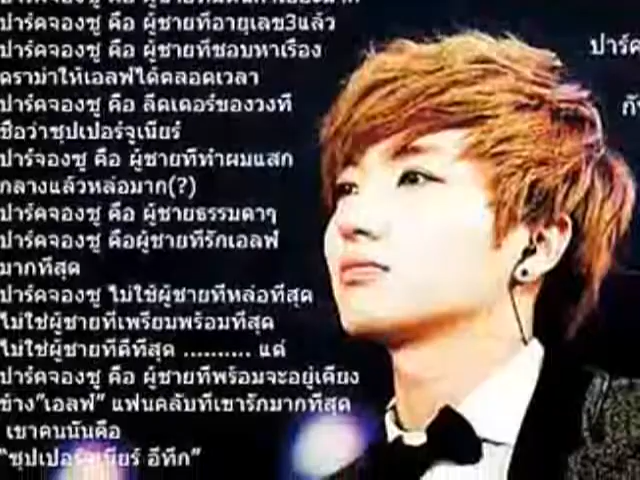 ปาร์คจองซู คือ ผู้ชายที่อายุเลข3แล้ว
ปาร์คจองซู คือ ผู้ชายที่ชอบหาเรื่อง
ดราม่าให้เอลฟ์ได้ตลอดเวลา
ปาร์คจองซู คือ ลีดเดอร์ของวงที่
ชื่อว่าซุปเปอร์จูเนียร์
ปาร์จองซู คือ ผู้ชายที่ทำผมแสก
กลางแล้วหล่อมาก(?)
ปาร์คจองซู คือ ผู้ชายธรรมดาๆ
ปาร์คจองซู คือผู้ชายที่รักเอลฟ์
มากที่สุด
ปาร์คจองซู ไม่ใช่ผู้ชายที่หล่อที่สุด
ไม่ใช่ผู้ชายที่เพรียมพร้อมที่สุด
ไม่ใช่ผู้ชายที่ดีที่สุด .......... แต่
ปาร์คจองซู คือ ผู้ชายที่พร้อมจะอยู่เคียง
ข้าง"เอลฟ์" แฟนคลับที่เขารักมากที่สุด
เขาคนนั้นคือ
"ซุปเปอร์จูเนียร์ อีทึก"
ปาร์ค